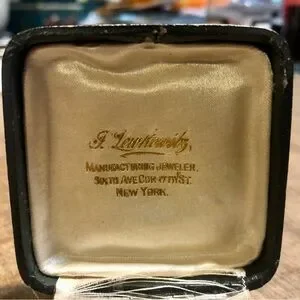 J. Lewkowitz,
MANUFACTURING JEWELER.
SIXTH AVE COR 17TH ST.
NEW YORK.